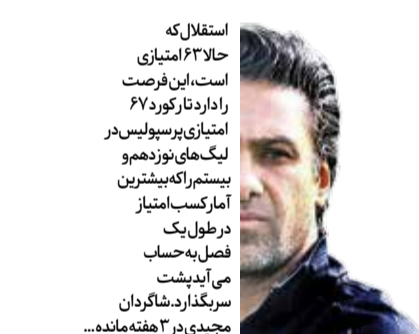 استقلال که
حالا ۶۳ امتیازی
است، این فرصت
را دارد تا رکورد ۶۷
امتیازی پرسپولیس در
لیگ‌های نوزدهم و
بیستم را که بیشترین
آمار کسب امتیاز
در طول یک
فصل به حساب
می‌آید پشت
سر بگذارد. شاگردان
مجیدی در ۳ هفته مانده...